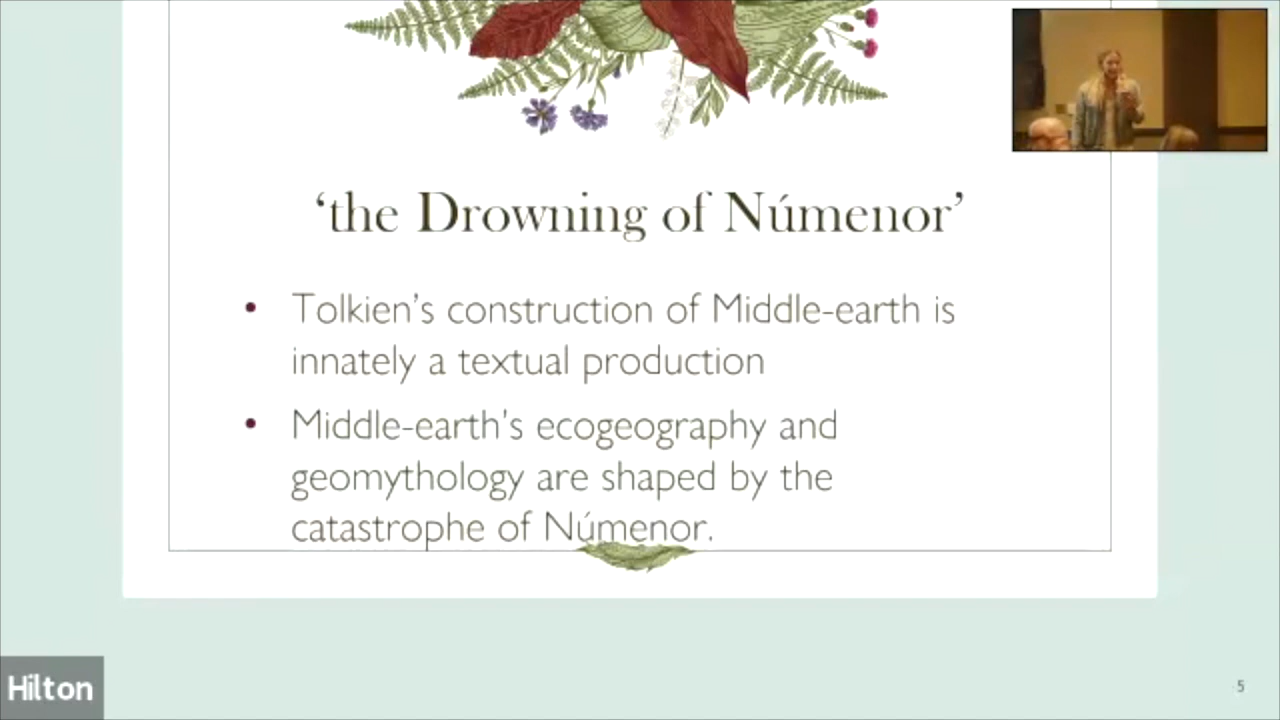 ‘the Drowning of Númenor’
• Tolkien’s construction of Middle-earth is
innately a textual production
• Middle-earth’s ecogeography and
geomythology are shaped by the
catastrophe of Númenor.
Hilton
5